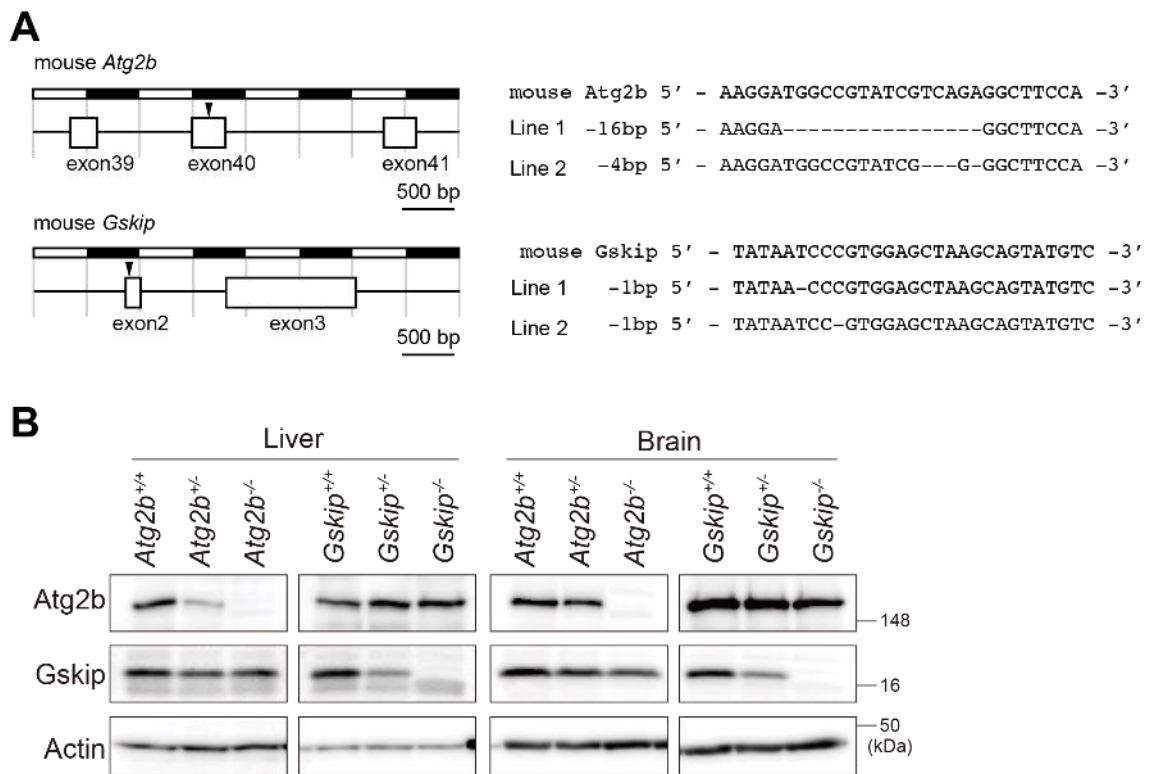 A
mouse Atg2b
exon39 exon40 exon41
500 bp
mouse Gskip
exon2 exon3
500 bp
mouse Atg2b 5′ - AAGGATGGCCGTATCGTCAGAGGCTTCCA -3′
Line 1 -16bp 5′ - AAGGA----------------GGCTTCCA -3′
Line 2 -4bp 5′ - AAGGATGGCCGTATCG---G-GGCTTCCA -3′
mouse Gskip 5′ - TATAATCCCGTGGAGCTAAGCAGTATGTC -3′
Line 1 -1bp 5′ - TATAA-CCCGTGGAGCTAAGCAGTATGTC -3′
Line 2 -1bp 5′ - TATAATCC-GTGGAGCTAAGCAGTATGTC -3′
B
Liver Brain
Atg2b+/+ Atg2b+/- Atg2b-/- Gskip+/+ Gskip+/- Gskip-/- Atg2b+/+ Atg2b+/- Atg2b-/- Gskip+/+ Gskip+/- Gskip-/-
Atg2b
148
Gskip
16
Actin
50
(kDa)